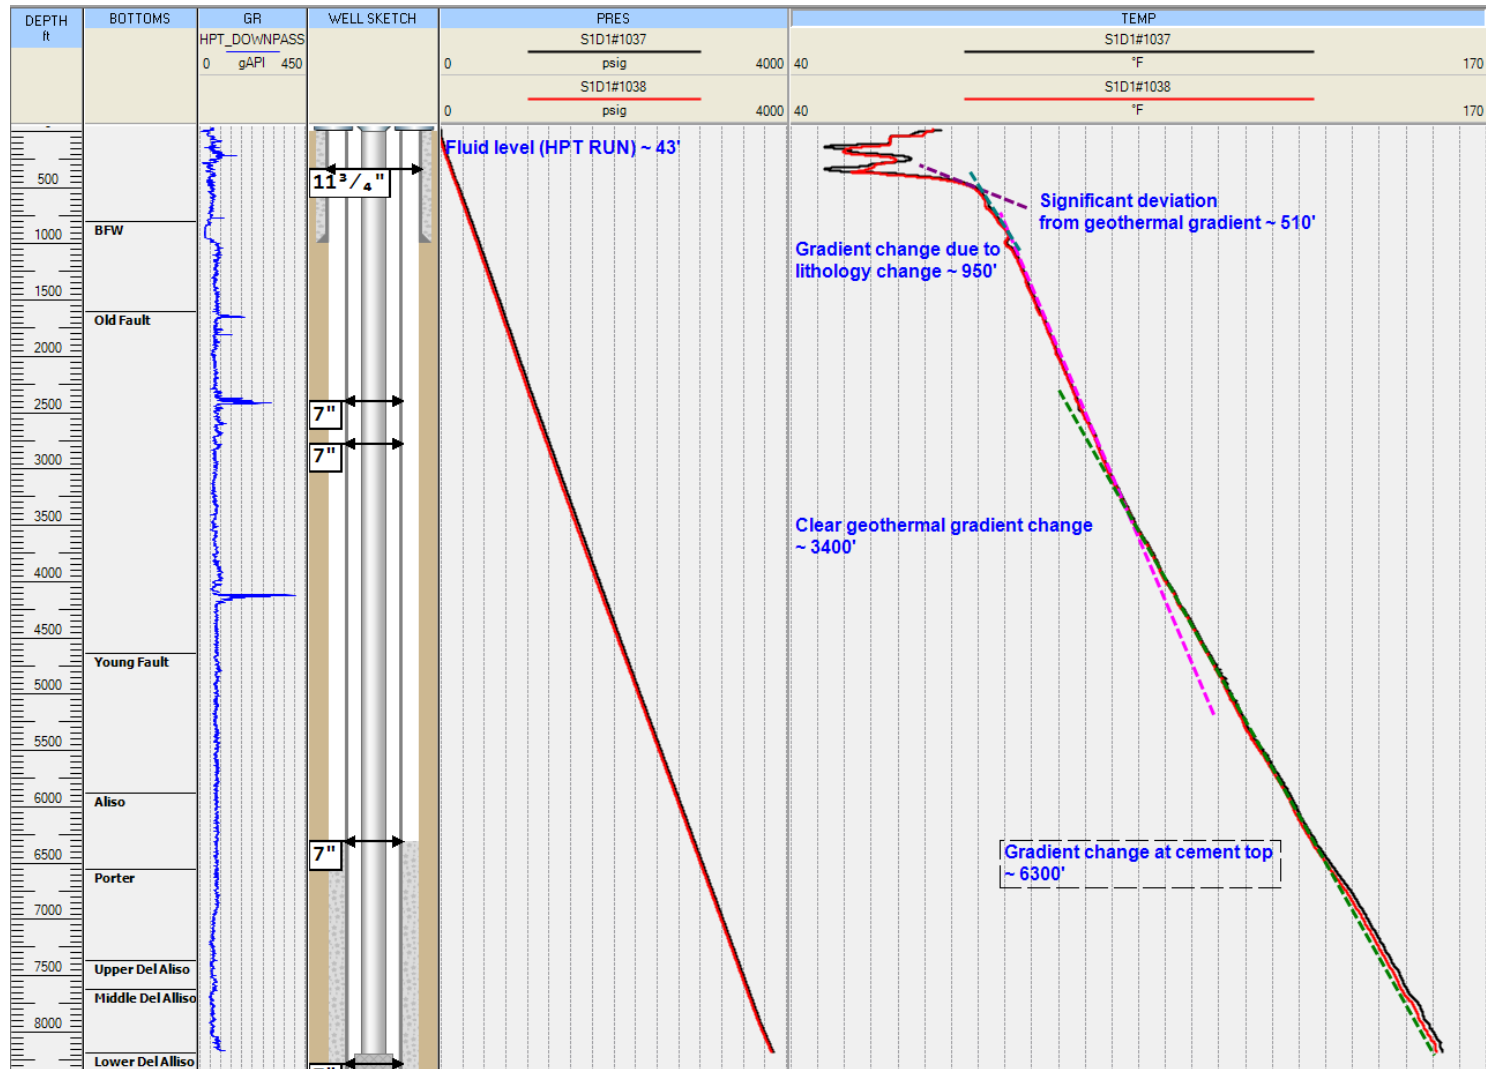 DEPTH
ft
BOTTOMS
GR
WELL SKETCH
PRES
TEMP
HPT_DOWNPASS
0 gAPI 450
S1D1#1037
0 psig 4000
S1D1#1038
0 psig 4000
S1D1#1037
40 °F 170
S1D1#1038
40 °F 170
Fluid level (HPT RUN) ~ 43'
11³/₄"
500
Significant deviation
from geothermal gradient ~ 510'
BFW
1000
Gradient change due to
lithology change ~ 950'
1500
Old Fault
2000
2500
7"
7"
3000
3500
Clear geothermal gradient change
~ 3400'
4000
4500
Young Fault
5000
5500
6000
Aliso
6500
7"
Gradient change at cement top
~ 6300'
Porter
7000
7500
Upper Del Aliso
Middle Del Alliso
8000
Lower Del Alliso